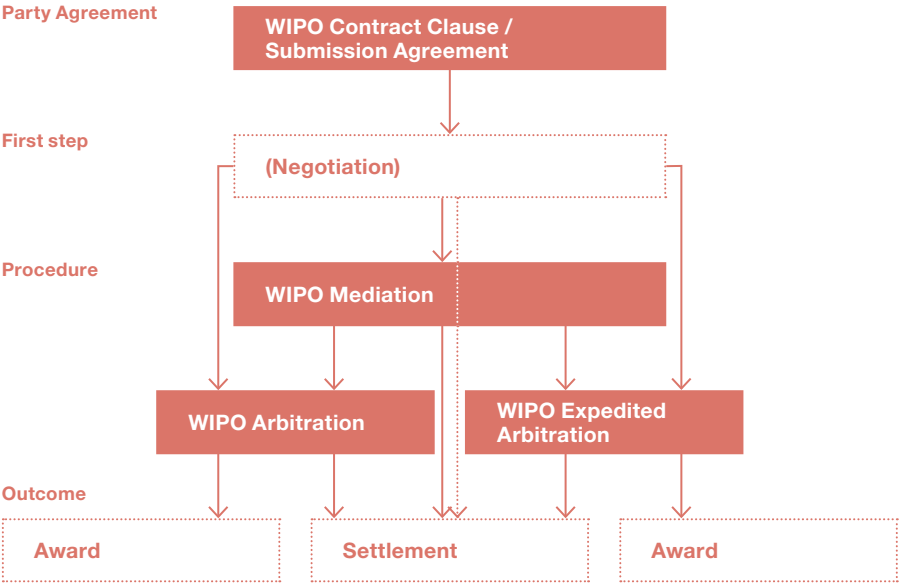 Party Agreement
WIPO Contract Clause /
Submission Agreement
First step
(Negotiation)
Procedure
WIPO Mediation
WIPO Arbitration
WIPO Expedited
Arbitration
Outcome
Award
Settlement
Award